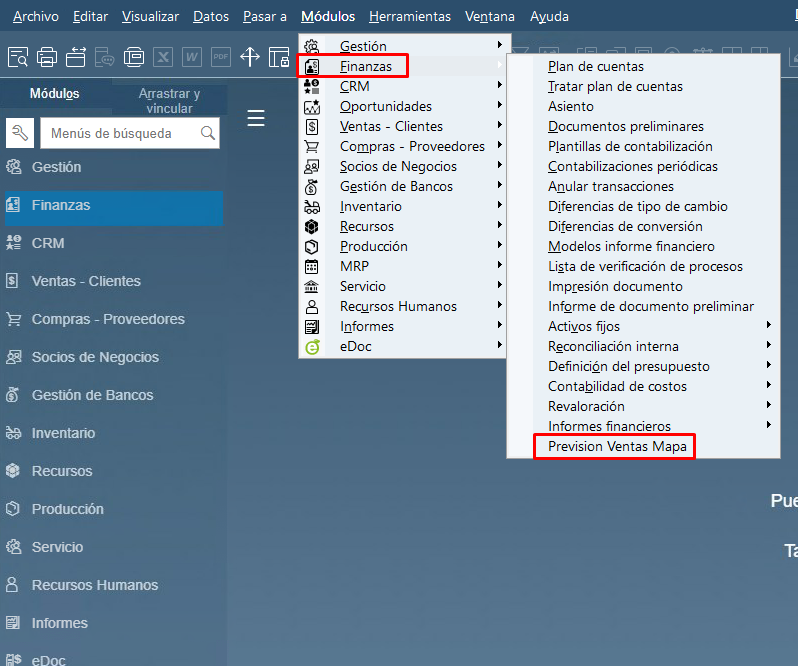 Archivo Editar Visualizar Datos Pasar a Módulos Herramientas Ventana Ayuda
Módulos
Arrastrar y
vincular
Menús de búsqueda
Gestión
Finanzas
CRM
Ventas - Clientes
Compras - Proveedores
Socios de Negocios
Gestión de Bancos
Inventario
Recursos
Producción
Servicio
Recursos Humanos
Informes
eDoc
Gestión
Finanzas
CRM
Oportunidades
Ventas - Clientes
Compras - Proveedores
Socios de Negocios
Gestión de Bancos
Inventario
Recursos
Producción
MRP
Servicio
Recursos Humanos
Informes
eDoc
Plan de cuentas
Tratar plan de cuentas
Asiento
Documentos preliminares
Plantillas de contabilización
Contabilizaciones periódicas
Anular transacciones
Diferencias de tipo de cambio
Diferencias de conversión
Modelos informe financiero
Lista de verificación de procesos
Impresión documento
Informe de documento preliminar
Activos fijos
Reconciliación interna
Definición del presupuesto
Contabilidad de costos
Revaloración
Informes financieros
Prevision Ventas Mapa
Pue
Ta